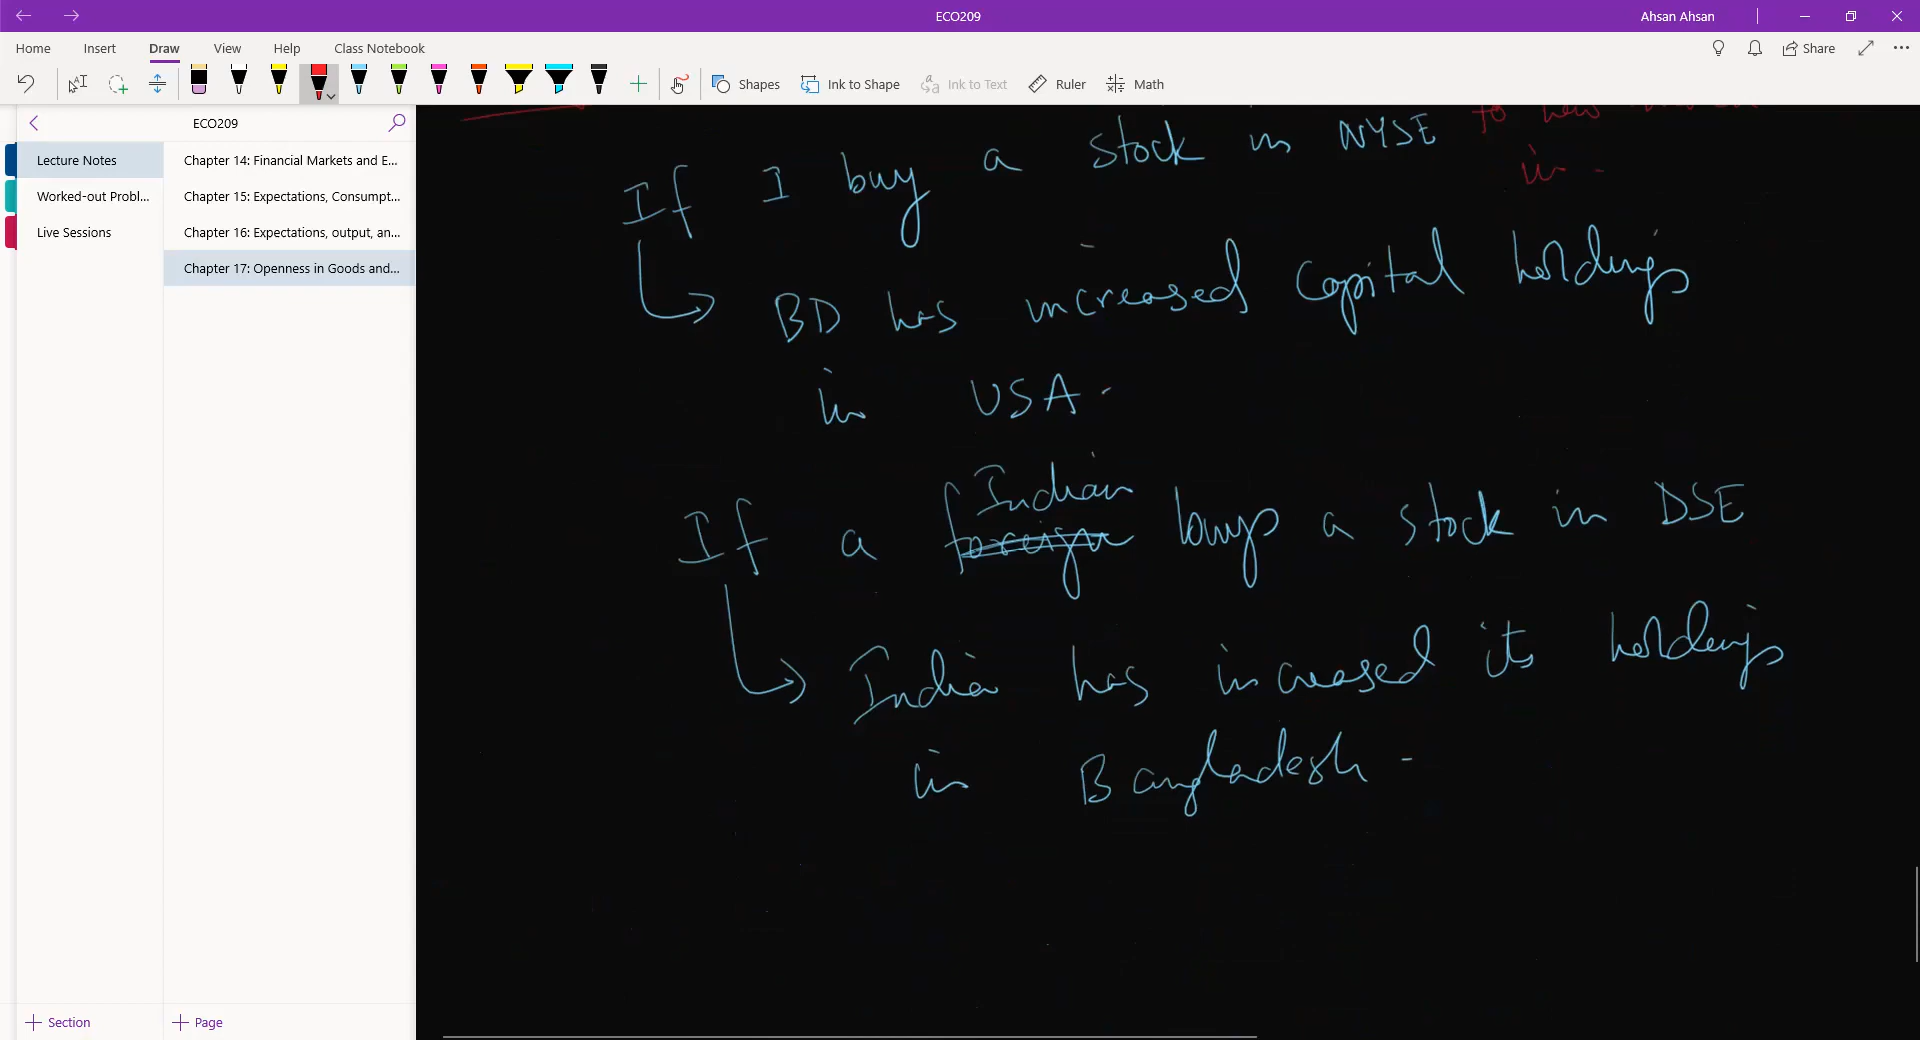 ECO209
Ahsan Ahsan
Home Insert Draw View Help Class Notebook
Share
Shapes Ink to Shape Ink to Text Ruler Math
ECO209
Lecture Notes
Worked-out Probl...
Live Sessions
Chapter 14: Financial Markets and E...
Chapter 15: Expectations, Consumpt...
Chapter 16: Expectations, output, an...
Chapter 17: Openness in Goods and...
to
in.
If I buy a stock in NYSE
BD has increased capital holdings
in USA.
Indian
If a foreign buys a stock in DSE
India has increased its holdings
in Bangladesh.
Section
Page